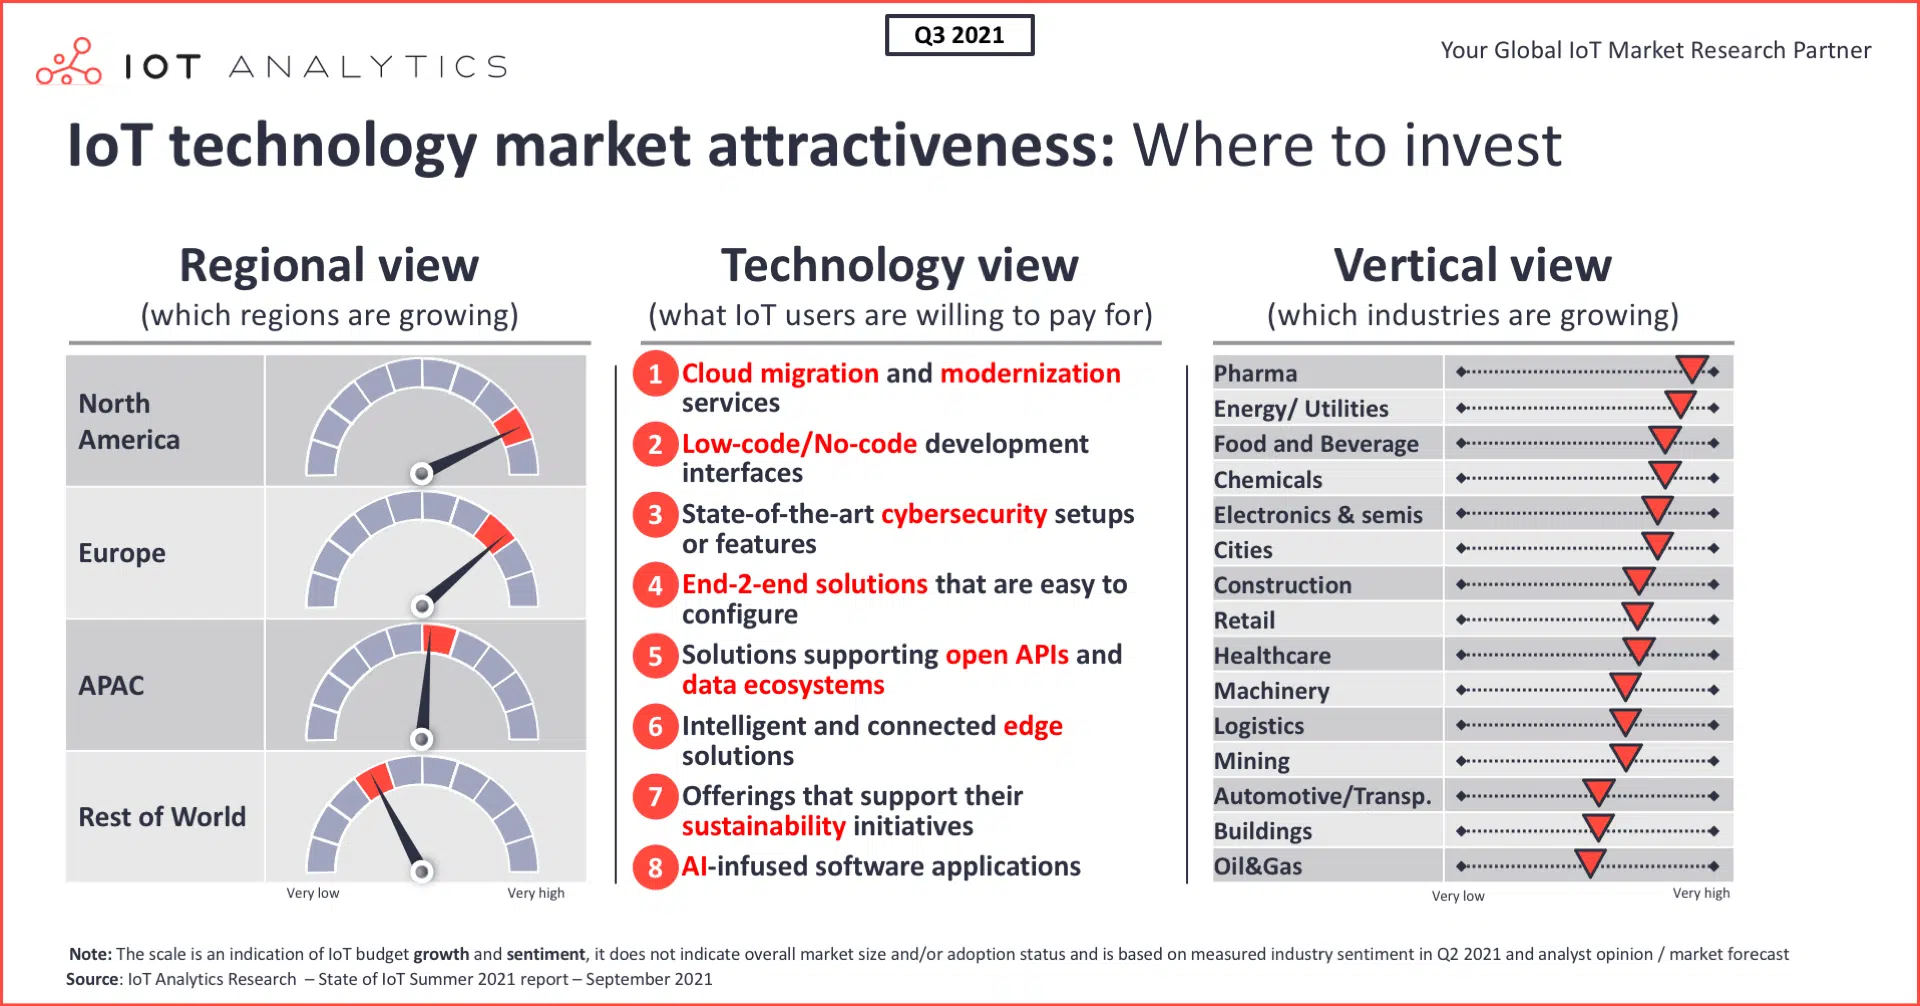 Q3 2021
IOT ANALYTICS
Your Global IoT Market Research Partner
IoT technology market attractiveness: Where to invest
Regional view
(which regions are growing)
North
America
Europe
APAC
Rest of World
Very low
Very high
Technology view
(what IoT users are willing to pay for)
1 Cloud migration and modernization
services
2 Low-code/No-code development
interfaces
3 State-of-the-art cybersecurity setups
or features
4 End-2-end solutions that are easy to
configure
5 Solutions supporting open APIs and
data ecosystems
6 Intelligent and connected edge
solutions
7 Offerings that support their
sustainability initiatives
8 AI-infused software applications
Vertical view
(which industries are growing)
Pharma
Energy/ Utilities
Food and Beverage
Chemicals
Electronics & semis
Cities
Construction
Retail
Healthcare
Machinery
Logistics
Mining
Automotive/Transp.
Buildings
Oil&Gas
Very low
Very high
Note: The scale is an indication of IoT budget growth and sentiment, it does not indicate overall market size and/or adoption status and is based on measured industry sentiment in Q2 2021 and analyst opinion / market forecast
Source: IoT Analytics Research – State of IoT Summer 2021 report – September 2021